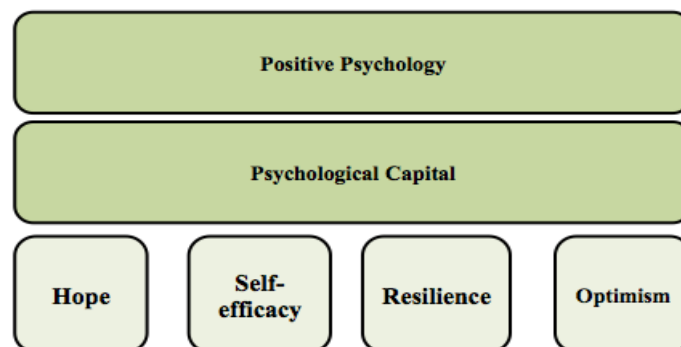 Positive Psychology
Psychological Capital
Hope
Self-
efficacy
Resilience
Optimism